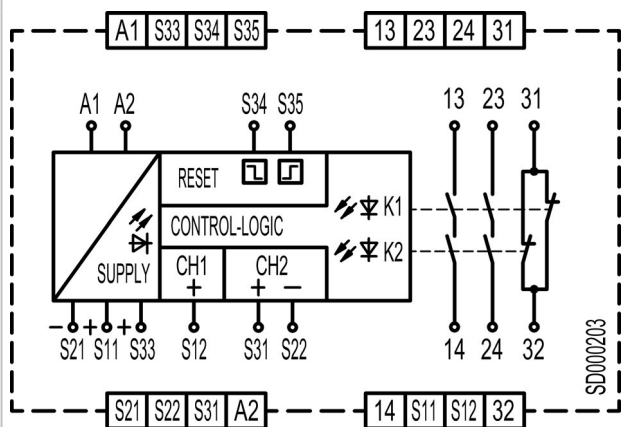 A1 S33 S34 S35 13 23 24 31
A1 A2 S34 S35 13 23 31
RESET
K1
CONTROL-LOGIC
K2
SUPPLY CH1 CH2
+ + −
− + +
S21 S11 S33 S12 S31 S22 14 24 32
SD000203
S21 S22 S31 A2 14 S11 S12 32